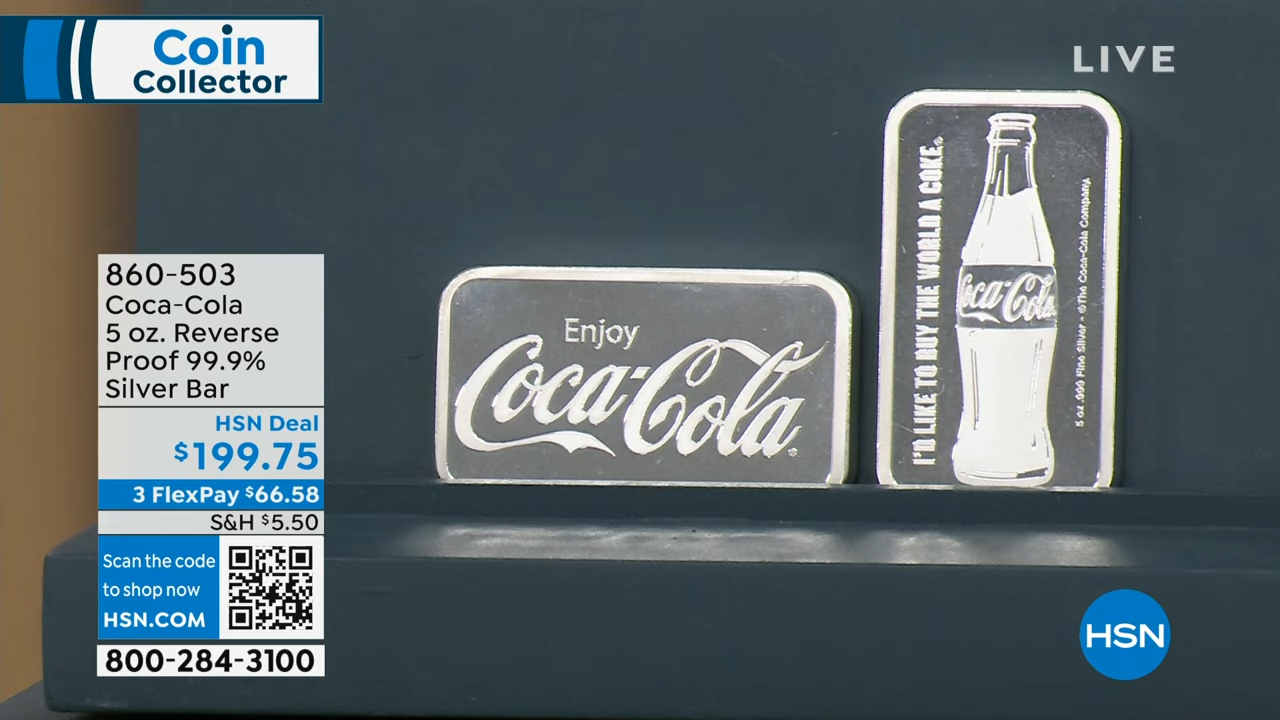 Coin
Collector
LIVE
860-503
Coca-Cola
5 oz. Reverse
Proof 99.9%
Silver Bar
HSN Deal
$199.75
3 FlexPay $66.58
S&H $5.50
Scan the code
to shop now
HSN.COM
800-284-3100
Enjoy
Coca-Cola
I'D LIKE TO BUY THE WORLD A COKE.
Coca-Cola
5 oz .999 Fine Silver - ©The Coca-Cola Company.
HSN